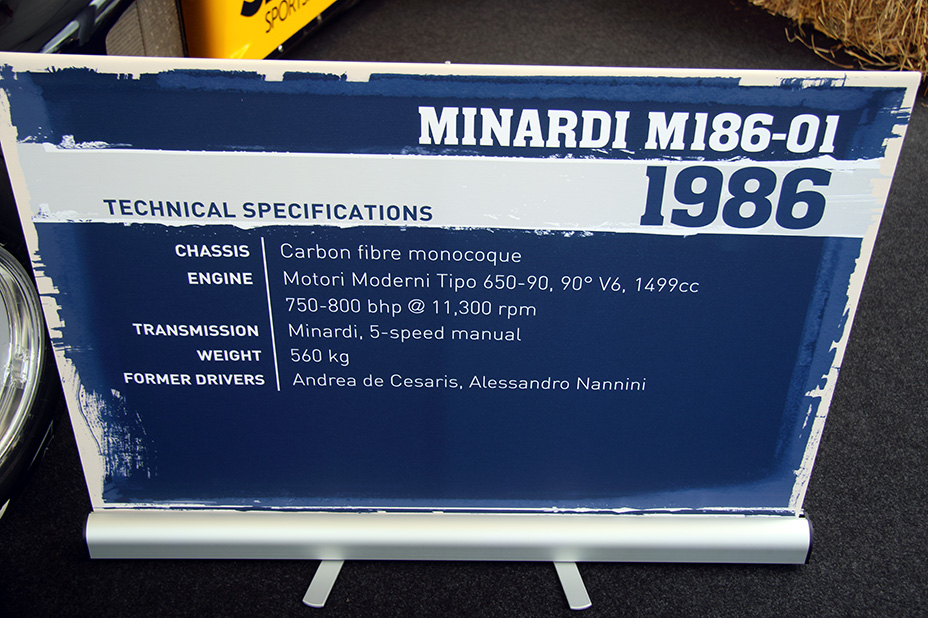 SPORTS
MINARDI M186-01
1986
TECHNICAL SPECIFICATIONS
CHASSIS Carbon fibre monocoque
ENGINE Motori Moderni Tipo 650-90, 90° V6, 1499cc
750-800 bhp @ 11,300 rpm
TRANSMISSION Minardi, 5-speed manual
WEIGHT 560 kg
FORMER DRIVERS Andrea de Cesaris, Alessandro Nannini